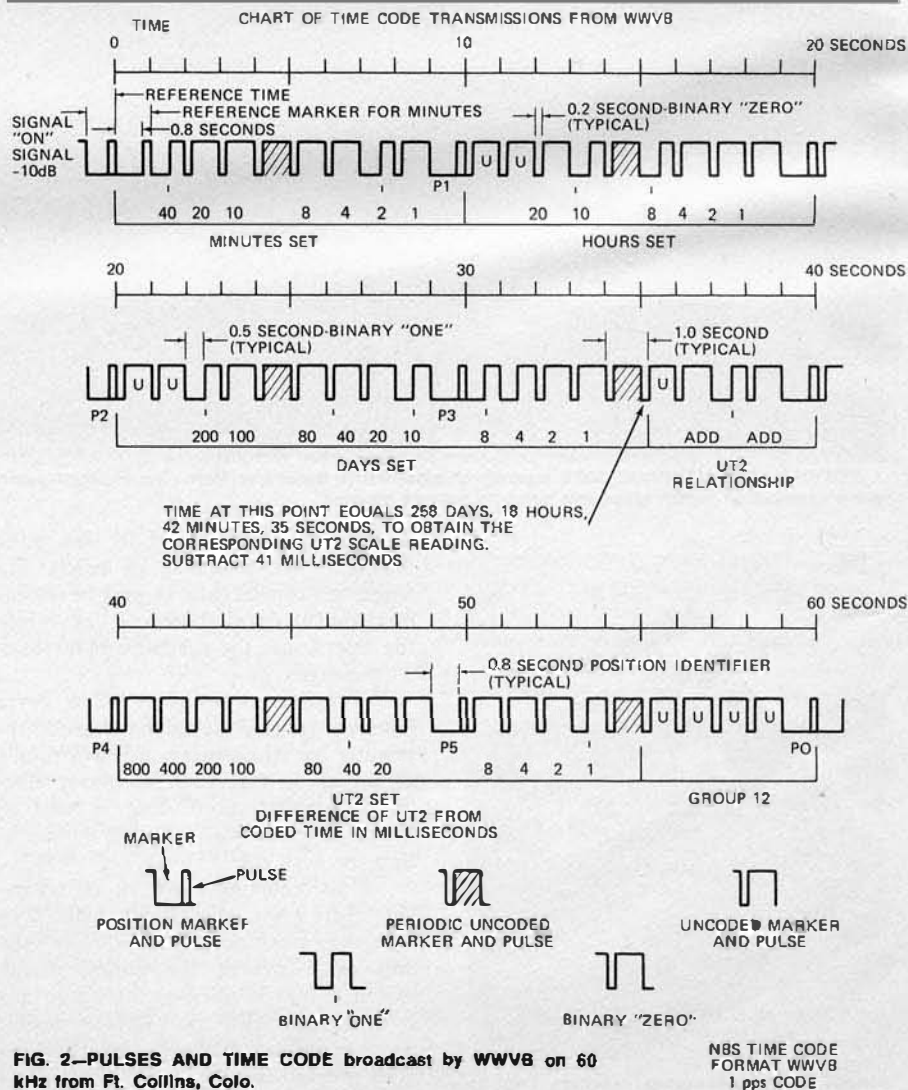 CHART OF TIME CODE TRANSMISSIONS FROM WWVB
TIME
0 10 20 SECONDS
REFERENCE TIME
REFERENCE MARKER FOR MINUTES
0.8 SECONDS
0.2 SECOND-BINARY "ZERO"
(TYPICAL)
SIGNAL
"ON"
SIGNAL
-10dB
U U
P1
40 20 10 8 4 2 1 20 10 8 4 2 1
MINUTES SET HOURS SET
20 30 40 SECONDS
0.5 SECOND-BINARY "ONE"
(TYPICAL)
1.0 SECOND
(TYPICAL)
U U U
P2 P3
200 100 80 40 20 10 8 4 2 1 ADD ADD
DAYS SET
UT2
RELATIONSHIP
TIME AT THIS POINT EQUALS 258 DAYS, 18 HOURS,
42 MINUTES, 35 SECONDS, TO OBTAIN THE
CORRESPONDING UT2 SCALE READING.
SUBTRACT 41 MILLISECONDS
40 50 60 SECONDS
0.8 SECOND POSITION IDENTIFIER
(TYPICAL)
U U U U
P4 P5 PO
800 400 200 100 80 40 20 8 4 2 1
UT2 SET
DIFFERENCE OF UT2 FROM
CODED TIME IN MILLISECONDS
GROUP 12
MARKER
PULSE
POSITION MARKER
AND PULSE
PERIODIC UNCODED
MARKER AND PULSE
UNCODED MARKER
AND PULSE
BINARY "ONE"
BINARY "ZERO"
FIG. 2—PULSES AND TIME CODE broadcast by WWVB on 60
kHz from Ft. Collins, Colo.
NBS TIME CODE
FORMAT WWVB
1 pps CODE